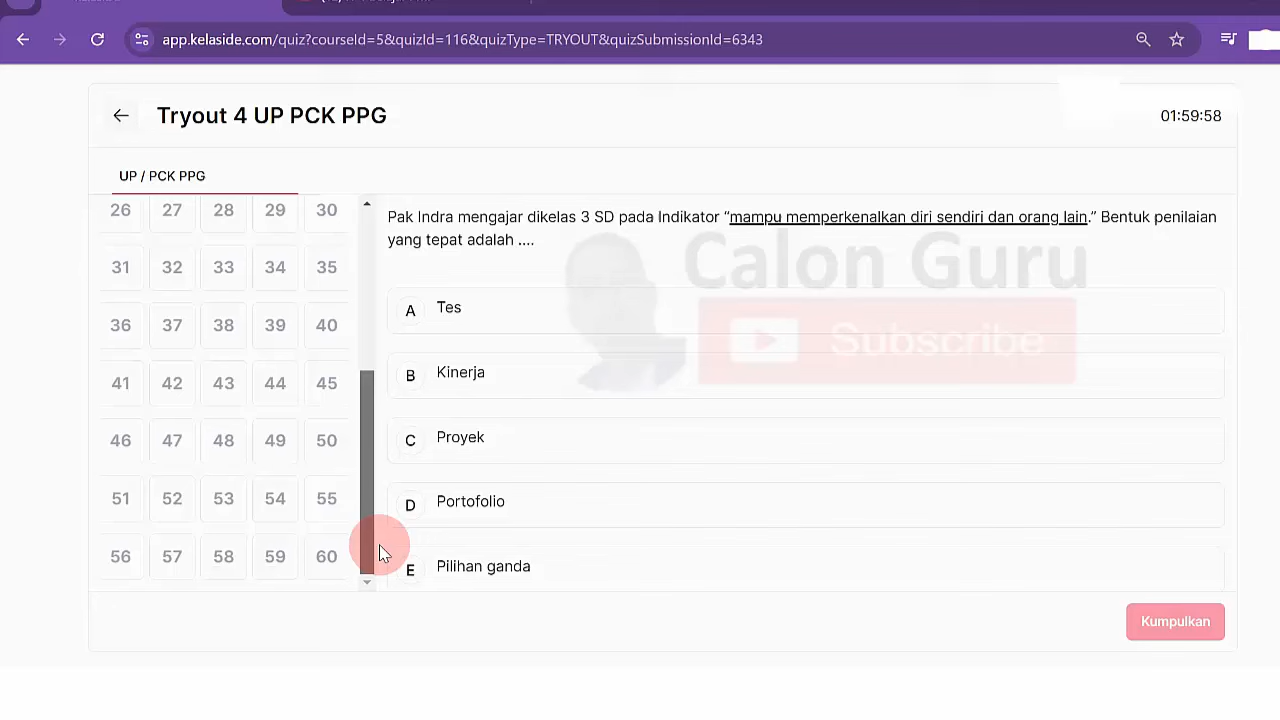 app.kelaside.com/quiz?courseId=5&quizId=116&quizType=TRYOUT&quizSubmissionId=6343
Tryout 4 UP PCK PPG
01:59:58
UP / PCK PPG
26 27 28 29 30
31 32 33 34 35
36 37 38 39 40
41 42 43 44 45
46 47 48 49 50
51 52 53 54 55
56 57 58 59 60
Pak Indra mengajar dikelas 3 SD pada Indikator “mampu memperkenalkan diri sendiri dan orang lain.” Bentuk penilaian
yang tepat adalah ....
Calon Guru
Subscribe
A Tes
B Kinerja
C Proyek
D Portofolio
E Pilihan ganda
Kumpulkan